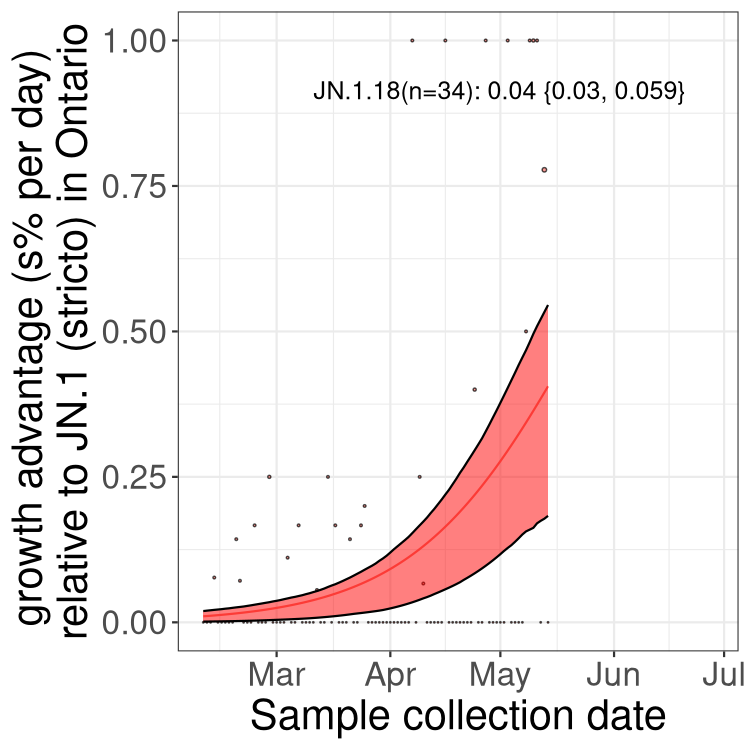 growth advantage (s% per day)
relative to JN.1 (stricto) in Ontario
1.00
0.75
0.50
0.25
0.00
JN.1.18(n=34): 0.04 {0.03, 0.059}
Mar Apr May Jun Jul
Sample collection date